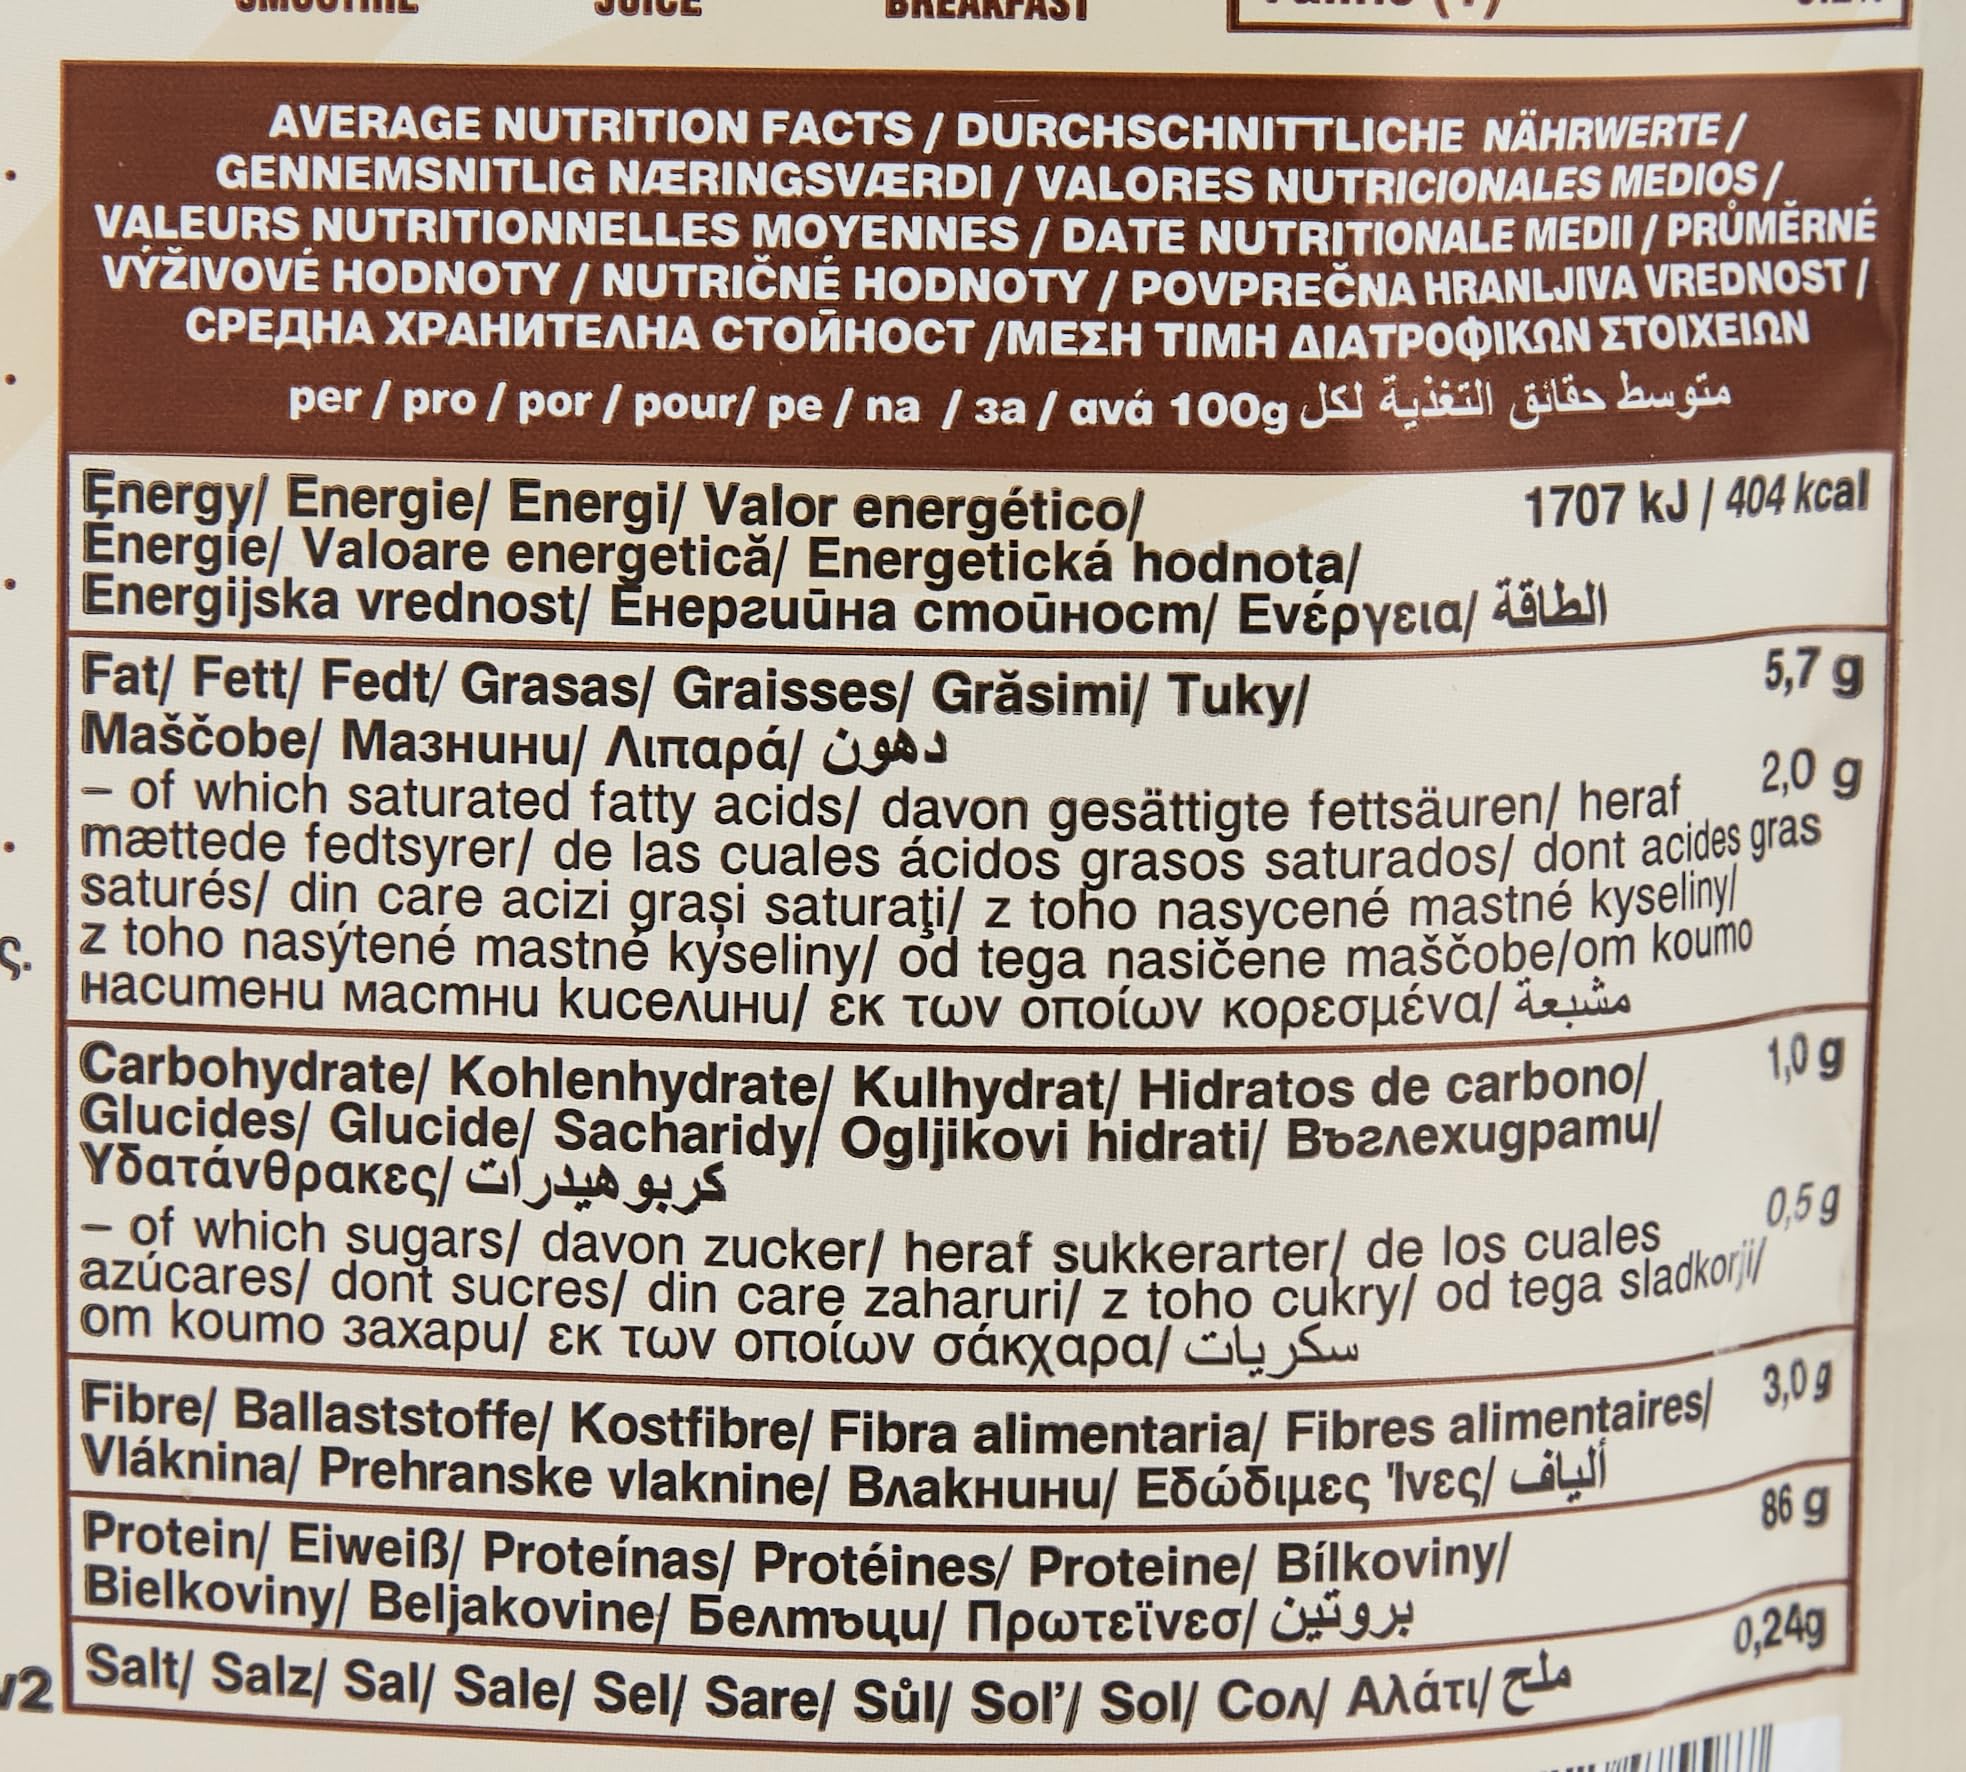 JUICE
BREAKFAST
AVERAGE NUTRITION FACTS / DURCHSCHNITTLICHE NÄHRWERTE /
GENNEMSNITLIG NÆRINGSVÆRDI / VALORES NUTRICIONALES MEDIOS /
VALEURS NUTRITIONNELLES MOYENNES / DATE NUTRIȚIONALE MEDII / PRŮMĚRNÉ
VÝŽIVOVÉ HODNOTY / NUTRIČNÉ HODNOTY / POVPREČNA HRANLJIVA VREDNOST /
СРЕДНА ХРАНИТЕЛНА СТОЙНОСТ /ΜΕΣΗ ΤΙΜΗ ΔΙΑΤΡΟΦΙΚΩΝ ΣΤΟΙΧΕΙΩΝ
per / pro / por / pour/ pe / na / за / ανά 100g متوسط حقائق التغذية لكل
Energy/ Energie/ Energi/ Valor energético/ 1707 kJ / 404 kcal
Énergie/ Valoare energetică/ Energetická hodnota/
Energijska vrednost/ Енергийна стойност/ Ενέργεια/ الطاقة
Fat/ Fett/ Fedt/ Grasas/ Graisses/ Grăsimi/ Tuky/ 5,7 g
Maščobe/ Мазнини/ Λιπαρά/ دهون
– of which saturated fatty acids/ davon gesättigte fettsäuren/ heraf 2,0 g
mættede fedtsyrer/ de las cuales ácidos grasos saturados/ dont acides gras
saturés/ din care acizi grași saturaţi/ z toho nasycené mastné kyseliny/
z toho nasýtené mastné kyseliny/ od tega nasičene maščobe/от които
наситени мастни киселини/ εκ των οποίων κορεσμένα/ مشبعة
Carbohydrate/ Kohlenhydrate/ Kulhydrat/ Hidratos de carbono/ 1,0 g
Glucides/ Glucide/ Sacharidy/ Ogljikovi hidrati/ Въглехидрати/
Υδατάνθρακες/ كربوهيدرات
– of which sugars/ davon zucker/ heraf sukkerarter/ de los cuales 0,5 g
azúcares/ dont sucres/ din care zaharuri/ z toho cukry/ od tega sladkorji/
от които захари/ εκ των οποίων σάκχαρα/ سكريات
Fibre/ Ballaststoffe/ Kostfibre/ Fibra alimentaria/ Fibres alimentaires/ 3,0 g
Vláknina/ Prehranske vlaknine/ Влакнини/ Εδώδιμες Ίνες/ ألياف
Protein/ Eiweiß/ Proteínas/ Protéines/ Proteine/ Bílkoviny/ 86 g
Bielkoviny/ Beljakovine/ Белтъци/ Πρωτεϊνεσ/ بروتين
Salt/ Salz/ Sal/ Sale/ Sel/ Sare/ Sůl/ Soľ/ Sol/ Сол/ Αλάτι/ ملح 0,24g